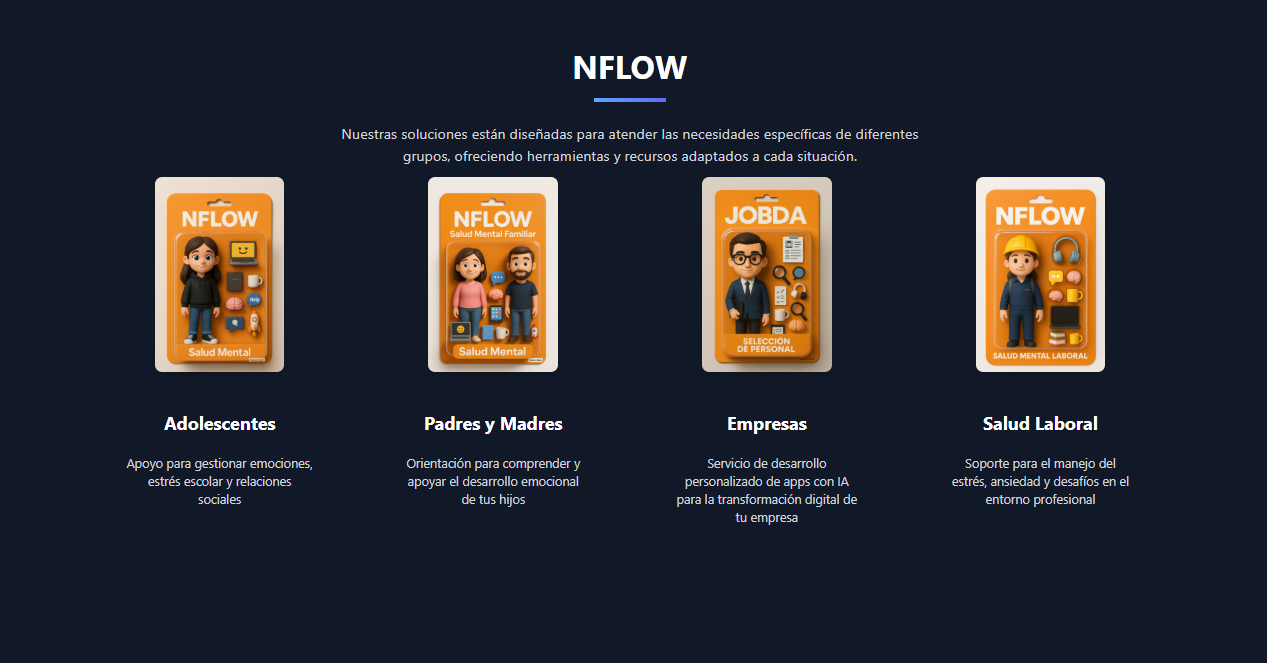 NFLOW
Nuestras soluciones están diseñadas para atender las necesidades específicas de diferentes
grupos, ofreciendo herramientas y recursos adaptados a cada situación.
NFLOW
Salud Mental
NFLOW
Salud Mental Familiar
Salud Mental
JOBDA
SELECCIÓN
DE PERSONAL
NFLOW
SALUD MENTAL LABORAL
Help
Adolescentes
Padres y Madres
Empresas
Salud Laboral
Apoyo para gestionar emociones,
estrés escolar y relaciones
sociales
Orientación para comprender y
apoyar el desarrollo emocional
de tus hijos
Servicio de desarrollo
personalizado de apps con IA
para la transformación digital de
tu empresa
Soporte para el manejo del
estrés, ansiedad y desafíos en el
entorno profesional